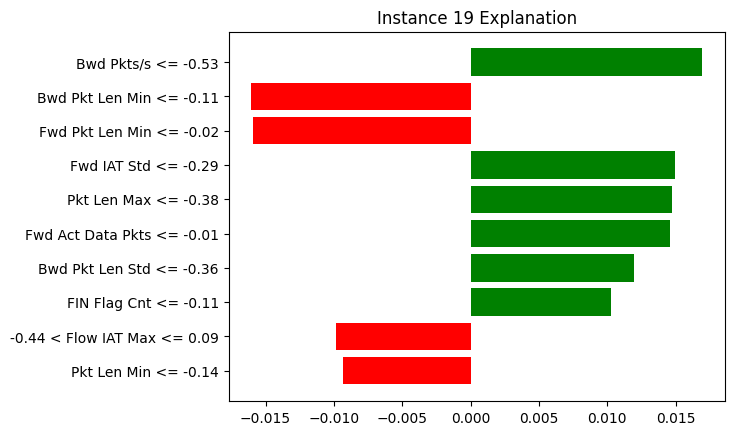 Instance 19 Explanation
Bwd Pkts/s <= -0.53
Bwd Pkt Len Min <= -0.11
Fwd Pkt Len Min <= -0.02
Fwd IAT Std <= -0.29
Pkt Len Max <= -0.38
Fwd Act Data Pkts <= -0.01
Bwd Pkt Len Std <= -0.36
FIN Flag Cnt <= -0.11
-0.44 < Flow IAT Max <= 0.09
Pkt Len Min <= -0.14
−0.015 −0.010 −0.005 0.000 0.005 0.010 0.015